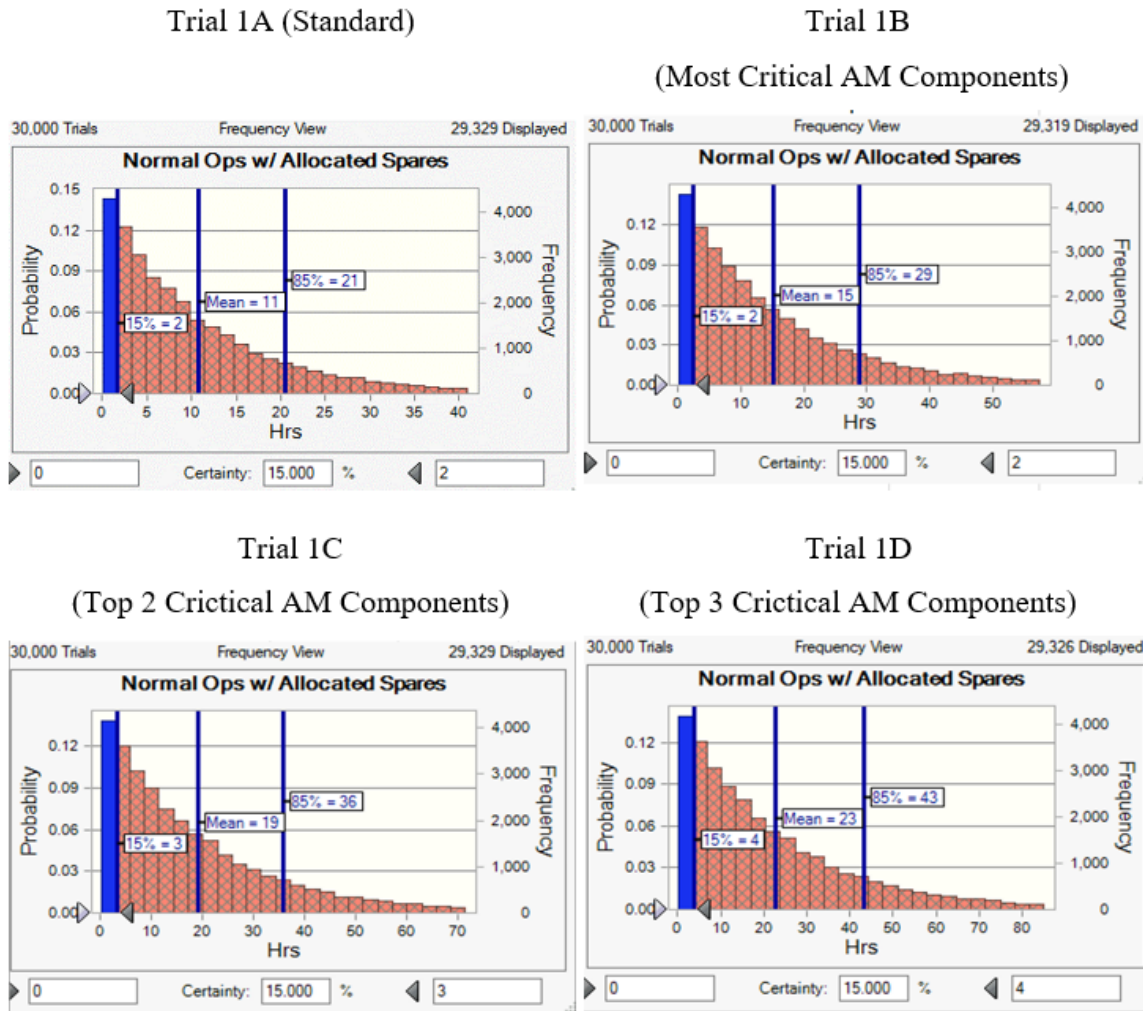 Trial 1A (Standard)
30,000 Trials Frequency View 29,329 Displayed
Normal Ops w/ Allocated Spares
Probability
Frequency
0.15
0.12
0.09
0.06
0.03
0.00
4,000
3,000
2,000
1,000
0
85% = 21
Mean = 11
15% = 2
0 5 10 15 20 25 30 35 40
Hrs
0 Certainty: 15.000 % 2
Trial 1B
(Most Critical AM Components)
30,000 Trials Frequency View 29,319 Displayed
Normal Ops w/ Allocated Spares
Probability
Frequency
0.12
0.09
0.06
0.03
0.00
4,000
3,000
2,000
1,000
0
85% = 29
Mean = 15
15% = 2
0 10 20 30 40 50
Hrs
0 Certainty: 15.000 % 2
Trial 1C
(Top 2 Crictical AM Components)
30,000 Trials Frequency View 29,329 Displayed
Normal Ops w/ Allocated Spares
Probability
Frequency
0.12
0.09
0.06
0.03
0.00
4,000
3,000
2,000
1,000
0
85% = 36
Mean = 19
15% = 3
0 10 20 30 40 50 60 70
Hrs
0 Certainty: 15.000 % 3
Trial 1D
(Top 3 Crictical AM Components)
30,000 Trials Frequency View 29,326 Displayed
Normal Ops w/ Allocated Spares
Probability
Frequency
0.12
0.09
0.06
0.03
0.00
4,000
3,000
2,000
1,000
0
85% = 43
Mean = 23
15% = 4
0 10 20 30 40 50 60 70 80
Hrs
0 Certainty: 15.000 % 4